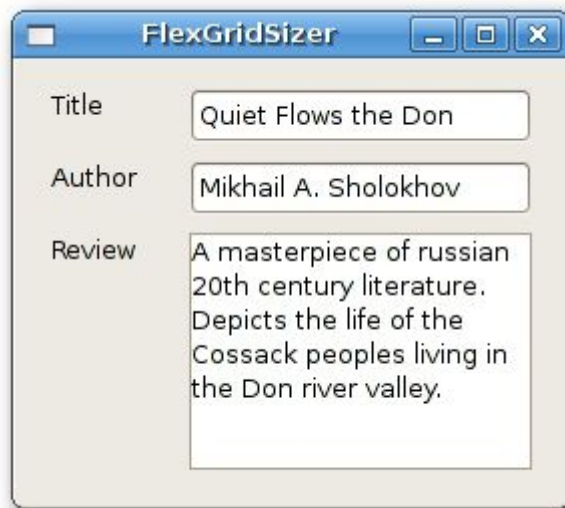 FlexGridSizer
Title
Quiet Flows the Don
Author
Mikhail A. Sholokhov
Review
A masterpiece of russian
20th century literature.
Depicts the life of the
Cossack peoples living in
the Don river valley.